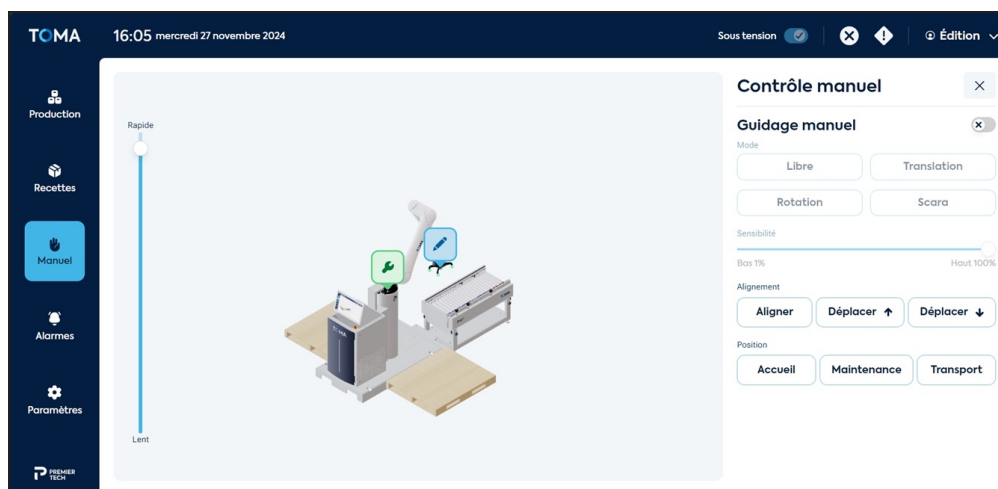 TOMA
16:05 mercredi 27 novembre 2024
Sous tension
Édition
Production
Recettes
Manuel
Alarmes
Paramètres
PREMIER
TECH
Rapide
Lent
TOMA
Contrôle manuel
Guidage manuel
Mode
Libre
Translation
Rotation
Scara
Sensibilité
Bas 1%
Haut 100%
Alignement
Aligner
Déplacer ↑
Déplacer ↓
Position
Accueil
Maintenance
Transport